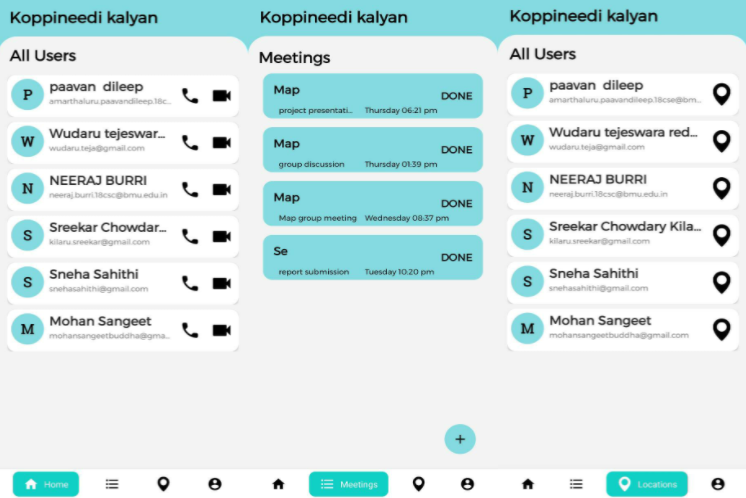 Koppineedi kalyan
All Users
P
paavan dileep
amarthaluru.paavandileep.18c...
W
Wudaru tejeswar...
wudaru.teja@gmail.com
N
NEERAJ BURRI
neeraj.burri.18csc@bmu.edu.in
S
Sreekar Chowdar...
kilaru.sreekar@gmail.com
S
Sneha Sahithi
snehasahithi@gmail.com
M
Mohan Sangeet
mohansangeetbuddha@gma...
Home
Koppineedi kalyan
Meetings
Map
DONE
project presentati... Thursday 06:21 pm
Map
DONE
group discussion Thursday 01:39 pm
Map
DONE
Map group meeting Wednesday 08:37 pm
Se
DONE
report submission Tuesday 10:20 pm
+
Meetings
Koppineedi kalyan
All Users
P
paavan dileep
amarthaluru.paavandileep.18cse@bm...
W
Wudaru tejeswara red...
wudaru.teja@gmail.com
N
NEERAJ BURRI
neeraj.burri.18csc@bmu.edu.in
S
Sreekar Chowdary Kila...
kilaru.sreekar@gmail.com
S
Sneha Sahithi
snehasahithi@gmail.com
M
Mohan Sangeet
mohansangeetbuddha@gmail.com
Locations